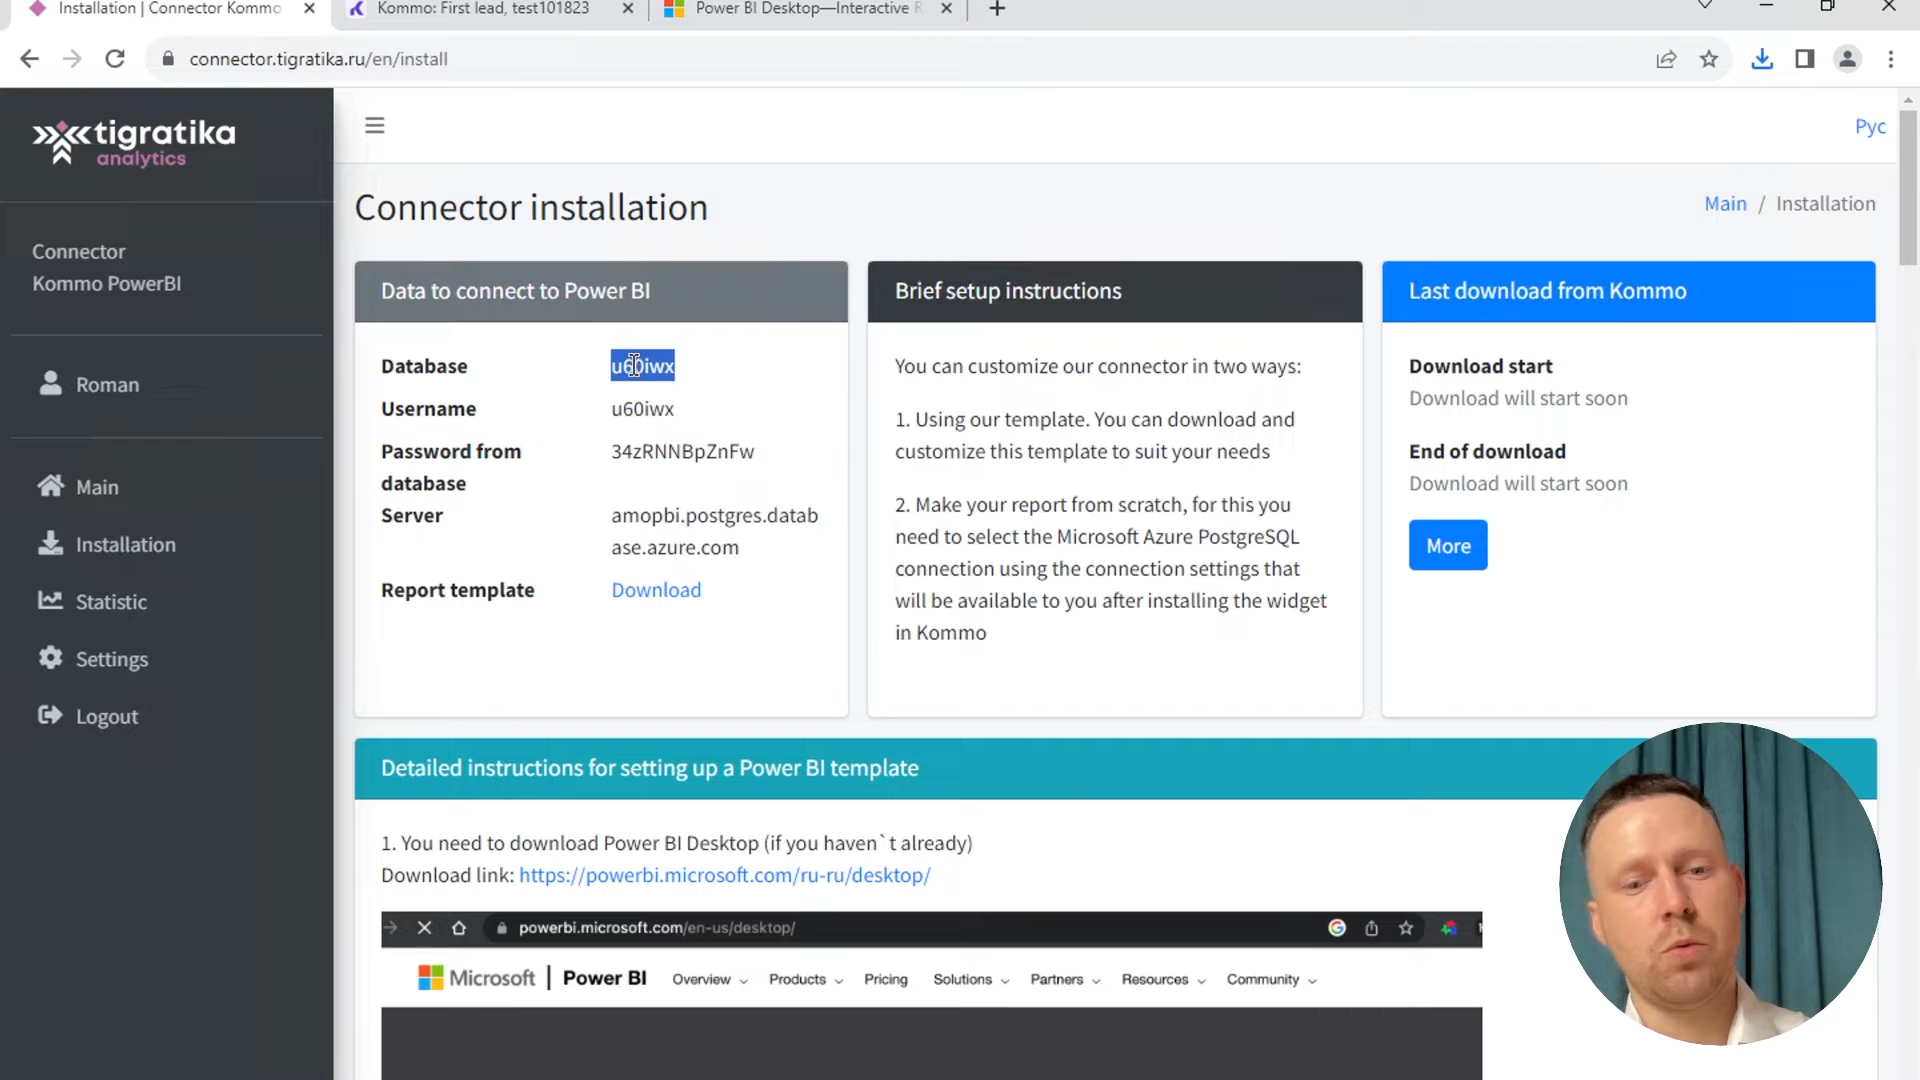 Installation | Connector Kommo
Kommo: First lead, test101823
Power BI Desktop—Interactive R
connector.tigratika.ru/en/install
tigratika
analytics
Рус
Connector
Kommo PowerBI
Roman
Main
Installation
Statistic
Settings
Logout
Connector installation
Main / Installation
Data to connect to Power BI
Database u60iwx
Username u60iwx
Password from database 34zRNNBpZnFw
Server amopbi.postgres.datab
ase.azure.com
Report template Download
Brief setup instructions
You can customize our connector in two ways:
1. Using our template. You can download and
customize this template to suit your needs
2. Make your report from scratch, for this you
need to select the Microsoft Azure PostgreSQL
connection using the connection settings that
will be available to you after installing the widget
in Kommo
Last download from Kommo
Download start
Download will start soon
End of download
Download will start soon
More
Detailed instructions for setting up a Power BI template
1. You need to download Power BI Desktop (if you haven`t already)
Download link: https://powerbi.microsoft.com/ru-ru/desktop/
powerbi.microsoft.com/en-us/desktop/
Microsoft | Power BI Overview Products Pricing Solutions Partners Resources Community